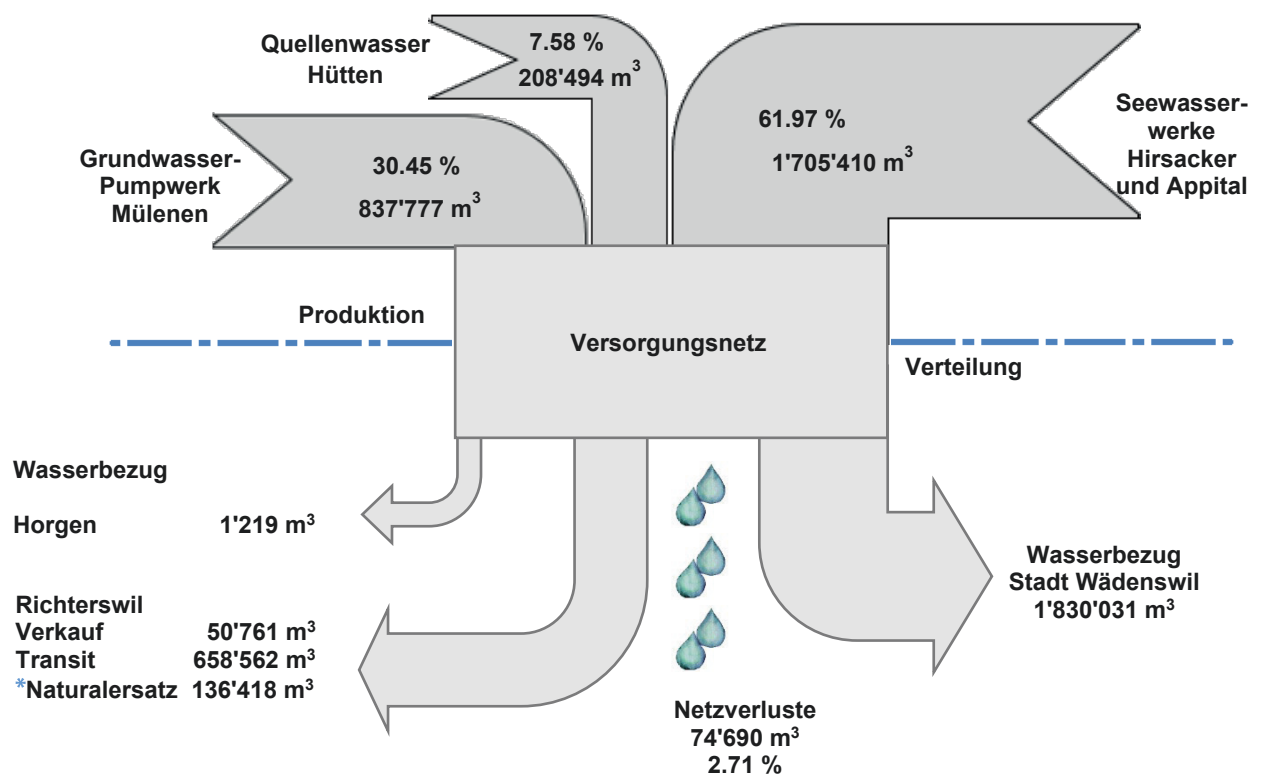 Quellenwasser
Hütten
7.58 %
208'494 m³
Grundwasser-
Pumpwerk
Mülenen
30.45 %
837'777 m³
61.97 %
1'705'410 m³
Seewasser-
werke
Hirsacker
und Appital
Produktion
Versorgungsnetz
Verteilung
Wasserbezug
Horgen 1'219 m³
Richterswil
Verkauf 50'761 m³
Transit 658'562 m³
*Naturalersatz 136'418 m³
Netzverluste
74'690 m³
2.71 %
Wasserbezug
Stadt Wädenswil
1'830'031 m³